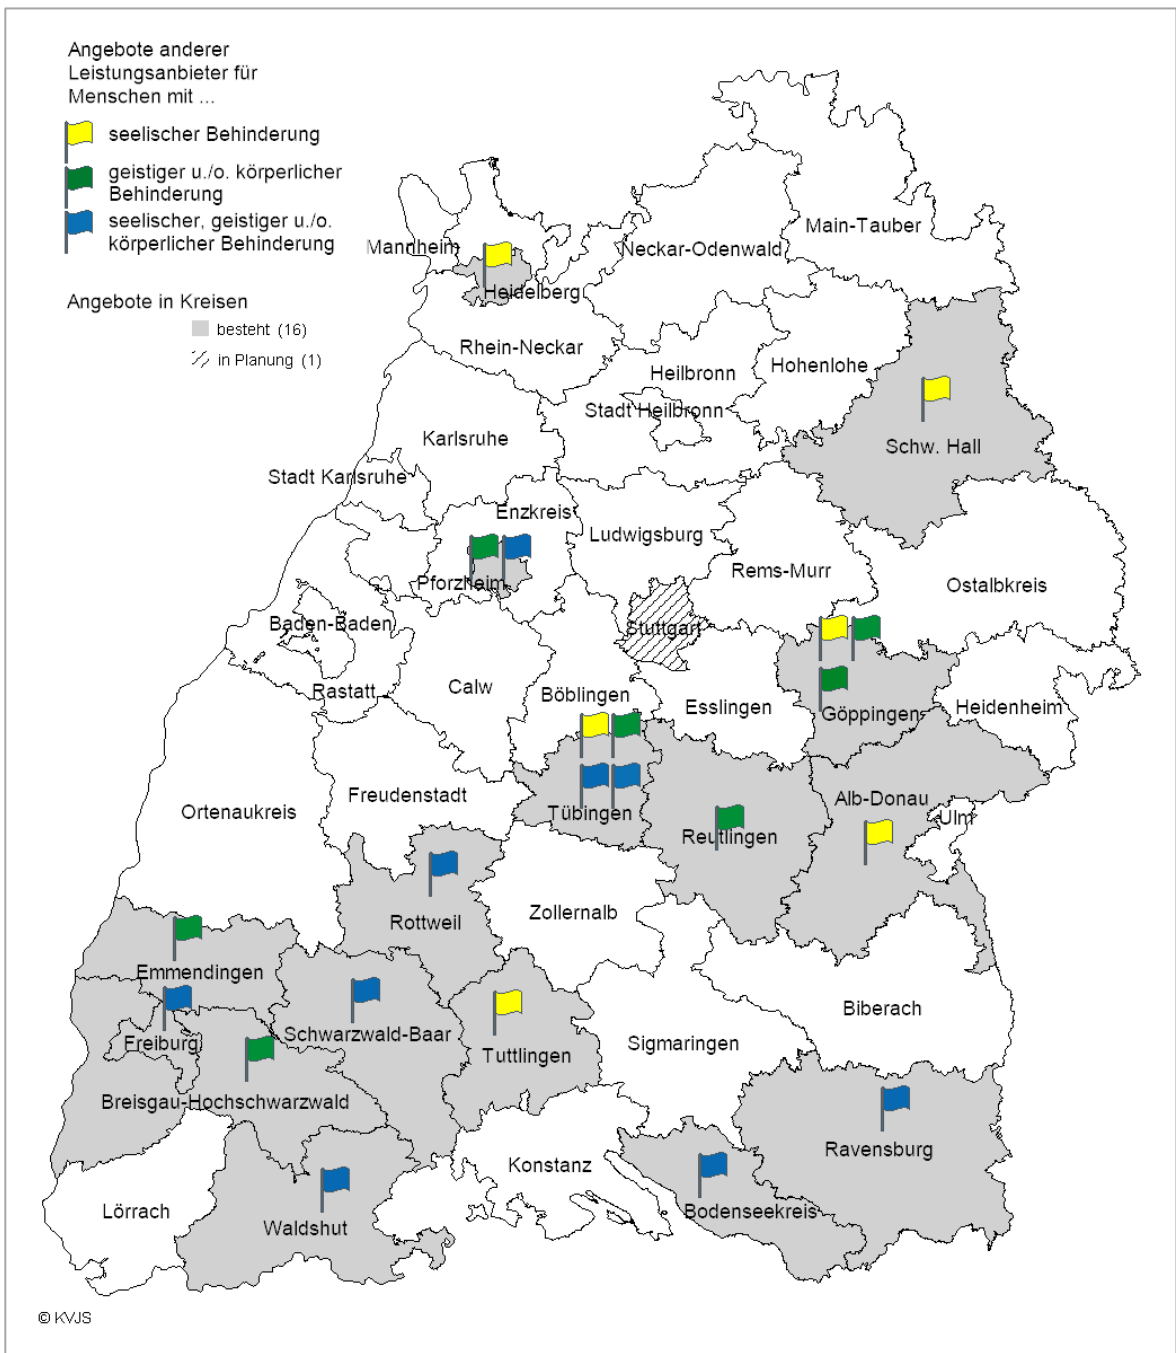 Angebote anderer
Leistungsanbieter für
Menschen mit ...
seelischer Behinderung
geistiger u./o. körperlicher
Behinderung
seelischer, geistiger u./o.
körperlicher Behinderung
Angebote in Kreisen
besteht (16)
in Planung (1)
Main-Tauber
Mannheim
Neckar-Odenwald
Heidelberg
Rhein-Neckar
Hohenlohe
Heilbronn
Stadt Heilbronn
Karlsruhe
Schw. Hall
Stadt Karlsruhe
Enzkreis
Ludwigsburg
Rems-Murr
Pforzheim
Ostalbkreis
Baden-Baden
Stuttgart
Rastatt
Calw
Böblingen
Esslingen
Göppingen
Heidenheim
Freudenstadt
Alb-Donau
Ortenaukreis
Tübingen
Ulm
Reutlingen
Zollernalb
Rottweil
Emmendingen
Biberach
Freiburg
Schwarzwald-Baar
Tuttlingen
Sigmaringen
Breisgau-Hochschwarzwald
Ravensburg
Konstanz
Lörrach
Bodenseekreis
Waldshut
© KVJS